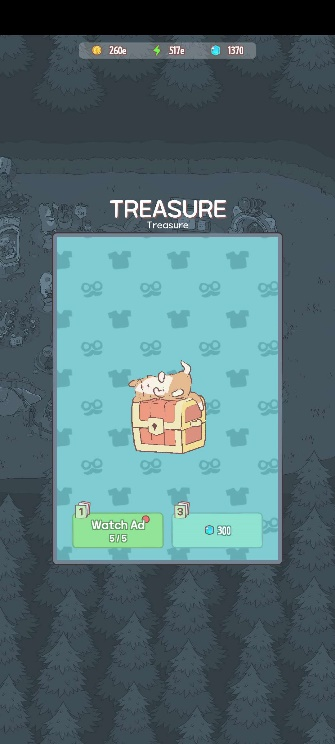 260e
517e
1370
TREASURE
Treasure
1
Watch Ad
5/5
3
300